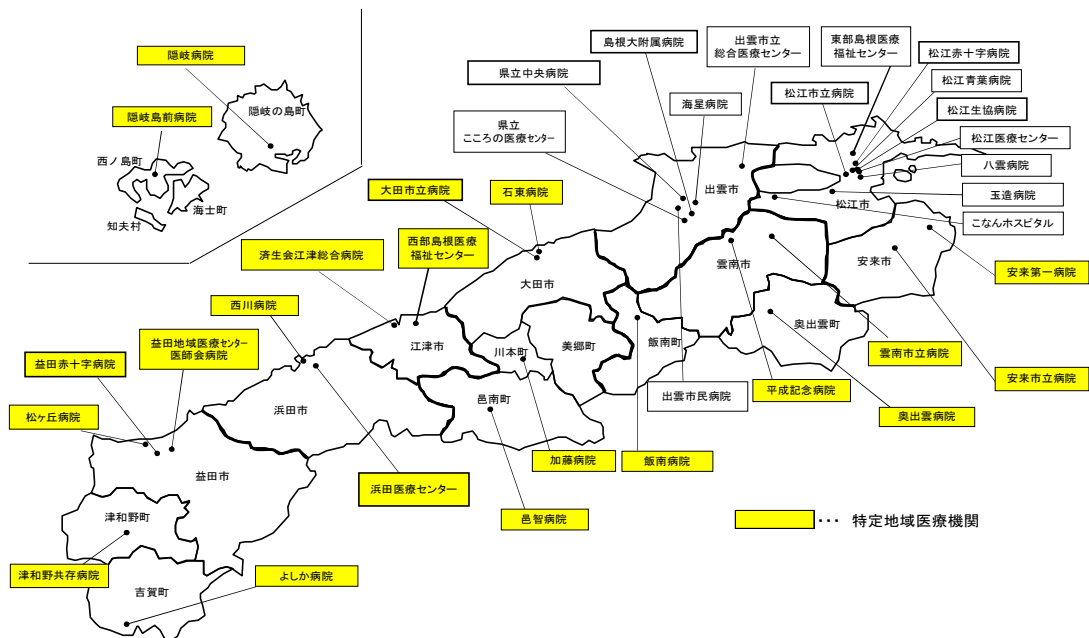 隠岐病院
隠岐島前病院
隠岐の島町
西ノ島町
海士町
知夫村
島根大附属病院
出雲市立
総合医療センター
東部島根医療
福祉センター
松江赤十字病院
県立中央病院
松江市立病院
松江青葉病院
海星病院
松江生協病院
県立
こころの医療センター
松江医療センター
八雲病院
玉造病院
こなんホスピタル
出雲市
松江市
大田市立病院
石東病院
済生会江津総合病院
西部島根医療
福祉センター
大田市
雲南市
安来市
安来第一病院
西川病院
奥出雲町
益田地域医療センター
医師会病院
江津市
川本町
美郷町
飯南町
雲南市立病院
益田赤十字病院
安来市立病院
浜田市
邑南町
出雲市民病院
平成記念病院
奥出雲病院
松ヶ丘病院
加藤病院
飯南病院
益田市
浜田医療センター
邑智病院
津和野町
・・・ 特定地域医療機関
津和野共存病院
よしか病院
吉賀町